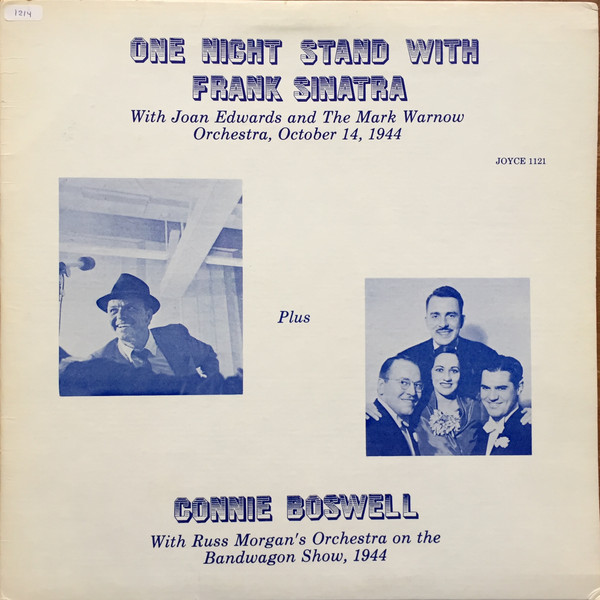 1214
ONE NIGHT STAND WITH
FRANK SINATRA
With Joan Edwards and The Mark Warnow
Orchestra, October 14, 1944
JOYCE 1121
Plus
CONNIE BOSWELL
With Russ Morgan's Orchestra on the
Bandwagon Show, 1944